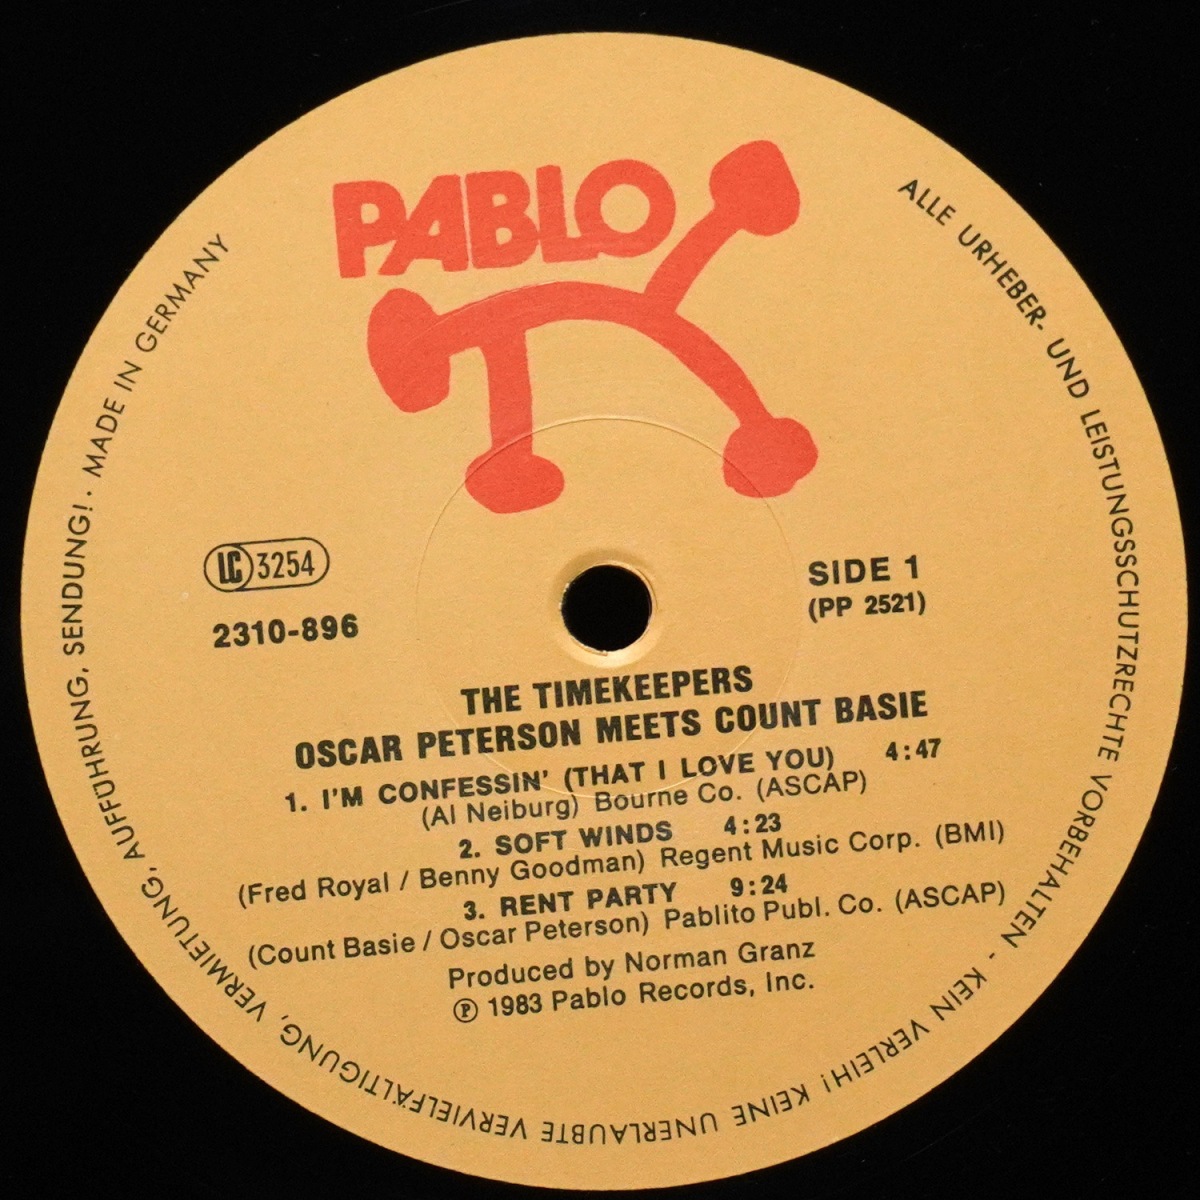 PABLO
LC 3254
2310-896
SIDE 1
(PP 2521)
THE TIMEKEEPERS
OSCAR PETERSON MEETS COUNT BASIE
1. I'M CONFESSIN' (THAT I LOVE YOU) 4:47
(Al Neiburg) Bourne Co. (ASCAP)
2. SOFT WINDS 4:23
(Fred Royal / Benny Goodman) Regent Music Corp. (BMI)
3. RENT PARTY 9:24
(Count Basie / Oscar Peterson) Pablito Publ. Co. (ASCAP)
Produced by Norman Granz
℗ 1983 Pablo Records, Inc.
ALLE URHEBER- UND LEISTUNGSSCHUTZRECHTE VORBEHALTEN - KEIN VERLEIH! KEINE UNERLAUBTE VERVIELFÄLTIGUNG, VERMIETUNG, AUFFÜHRUNG, SENDUNG! · MADE IN GERMANY